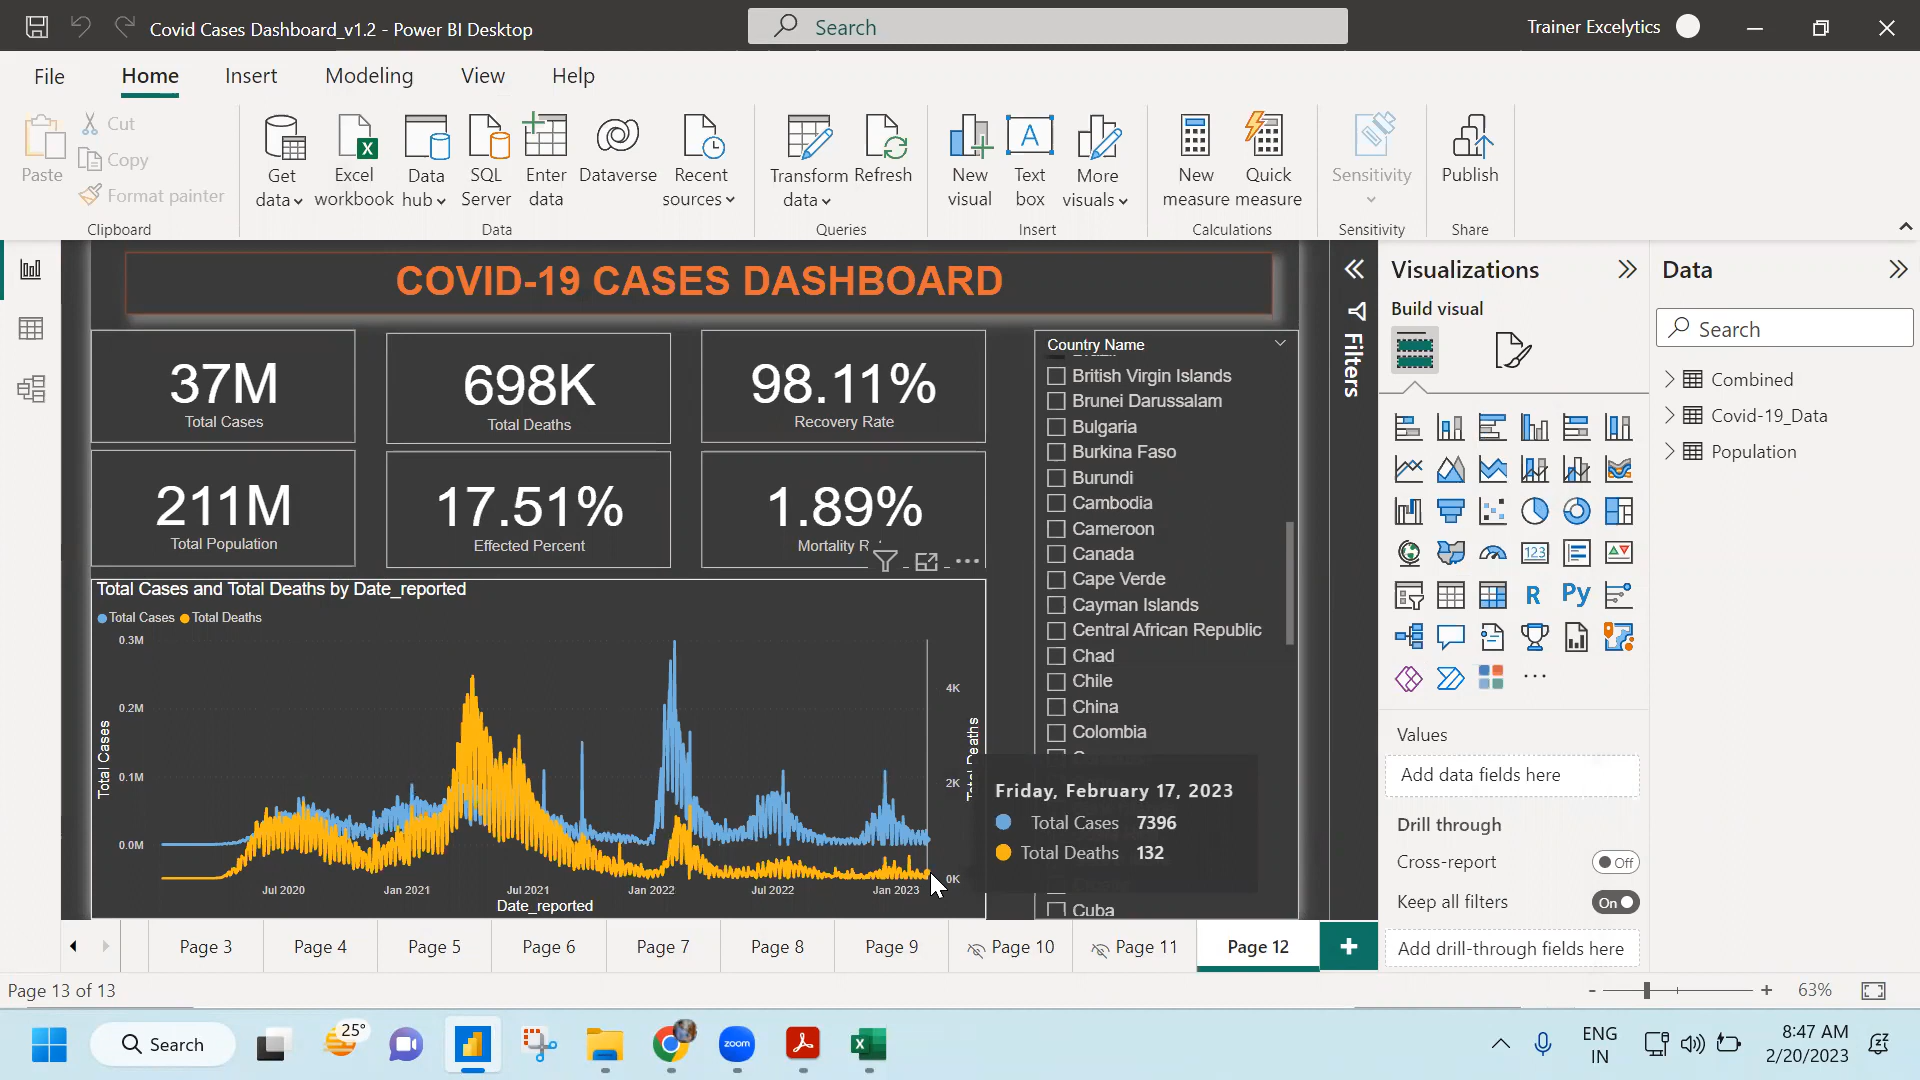 Covid Cases Dashboard_v1.2 - Power BI Desktop
Search
Trainer Excelytics
File
Home
Insert
Modeling
View
Help
Paste
Cut
Copy
Format painter
Clipboard
Get data
Excel workbook
Data hub
SQL Server
Enter data
Dataverse
Recent sources
Data
Transform data
Refresh
Queries
New visual
Text box
More visuals
Insert
New measure
Quick measure
Calculations
Sensitivity
Sensitivity
Publish
Share
COVID-19 CASES DASHBOARD
37M
Total Cases
698K
Total Deaths
98.11%
Recovery Rate
211M
Total Population
17.51%
Effected Percent
1.89%
Mortality R
Total Cases and Total Deaths by Date_reported
Total Cases
Total Deaths
0.3M
0.2M
0.1M
0.0M
Total Cases
4K
2K
0K
Total Deaths
Jul 2020
Jan 2021
Jul 2021
Jan 2022
Jul 2022
Jan 2023
Date_reported
Country Name
British Virgin Islands
Brunei Darussalam
Bulgaria
Burkina Faso
Burundi
Cambodia
Cameroon
Canada
Cape Verde
Cayman Islands
Central African Republic
Chad
Chile
China
Colombia
Cuba
Friday, February 17, 2023
Total Cases 7396
Total Deaths 132
Filters
Visualizations
Build visual
123
R
Py
Values
Add data fields here
Drill through
Cross-report
Off
Keep all filters
On
Add drill-through fields here
Data
Search
Combined
Covid-19_Data
Population
Page 3
Page 4
Page 5
Page 6
Page 7
Page 8
Page 9
Page 10
Page 11
Page 12
Page 13 of 13
- + 63%
Search
25°
zoom
ENG
IN
8:47 AM
2/20/2023